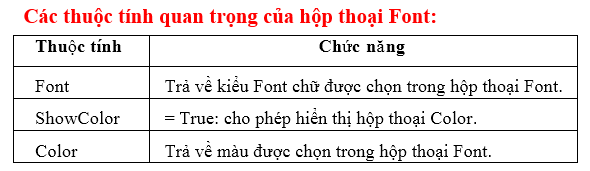 Các thuộc tính quan trọng của hộp thoại Font:
Thuộc tính Chức năng
Font Trả về kiểu Font chữ được chọn trong hộp thoại Font.
ShowColor = True: cho phép hiển thị hộp thoại Color.
Color Trả về màu được chọn trong hộp thoại Font.